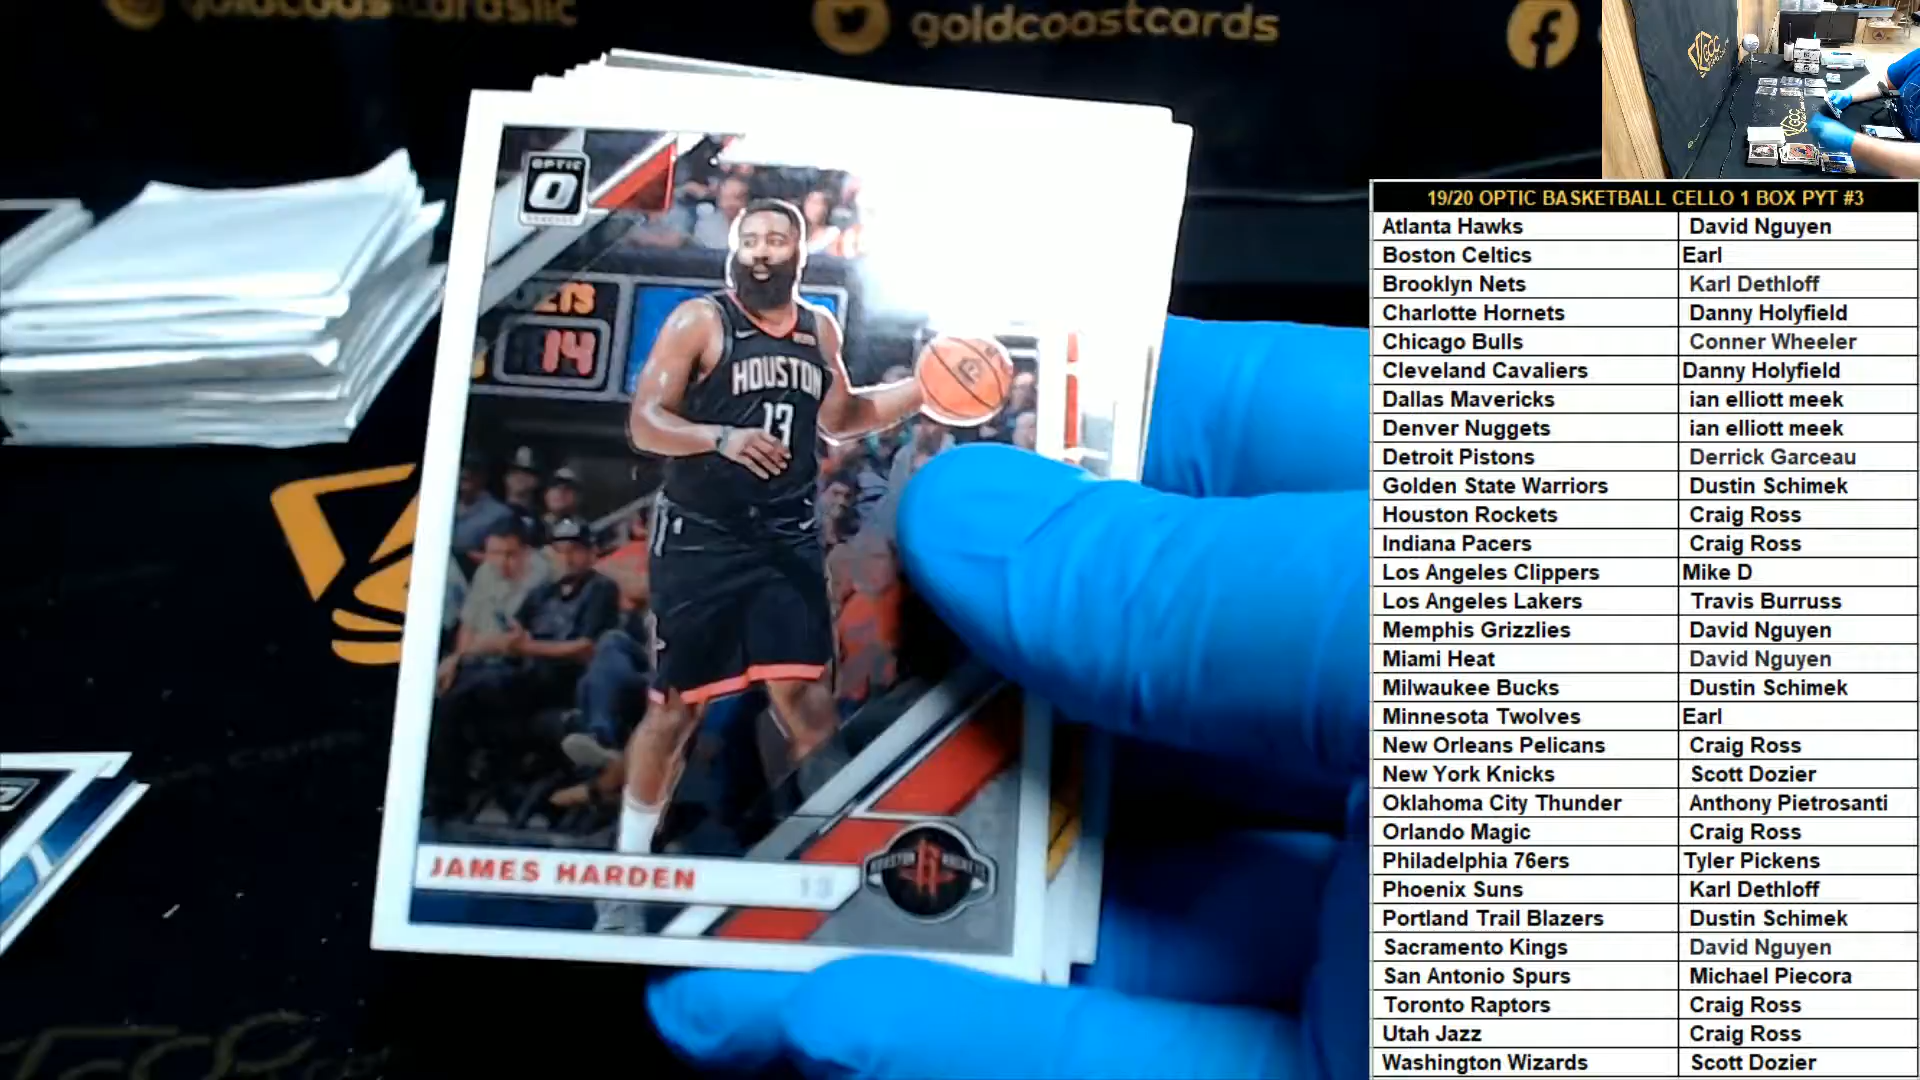 goldcoastcardsllc
goldcoastcards
GCC
OPTIC
O
14
HOUSTON
13
JAMES HARDEN 13
HOUSTON ROCKETS
19/20 OPTIC BASKETBALL CELLO 1 BOX PYT #3
Atlanta Hawks David Nguyen
Boston Celtics Earl
Brooklyn Nets Karl Dethloff
Charlotte Hornets Danny Holyfield
Chicago Bulls Conner Wheeler
Cleveland Cavaliers Danny Holyfield
Dallas Mavericks ian elliott meek
Denver Nuggets ian elliott meek
Detroit Pistons Derrick Garceau
Golden State Warriors Dustin Schimek
Houston Rockets Craig Ross
Indiana Pacers Craig Ross
Los Angeles Clippers Mike D
Los Angeles Lakers Travis Burruss
Memphis Grizzlies David Nguyen
Miami Heat David Nguyen
Milwaukee Bucks Dustin Schimek
Minnesota Twolves Earl
New Orleans Pelicans Craig Ross
New York Knicks Scott Dozier
Oklahoma City Thunder Anthony Pietrosanti
Orlando Magic Craig Ross
Philadelphia 76ers Tyler Pickens
Phoenix Suns Karl Dethloff
Portland Trail Blazers Dustin Schimek
Sacramento Kings David Nguyen
San Antonio Spurs Michael Piecora
Toronto Raptors Craig Ross
Utah Jazz Craig Ross
Washington Wizards Scott Dozier